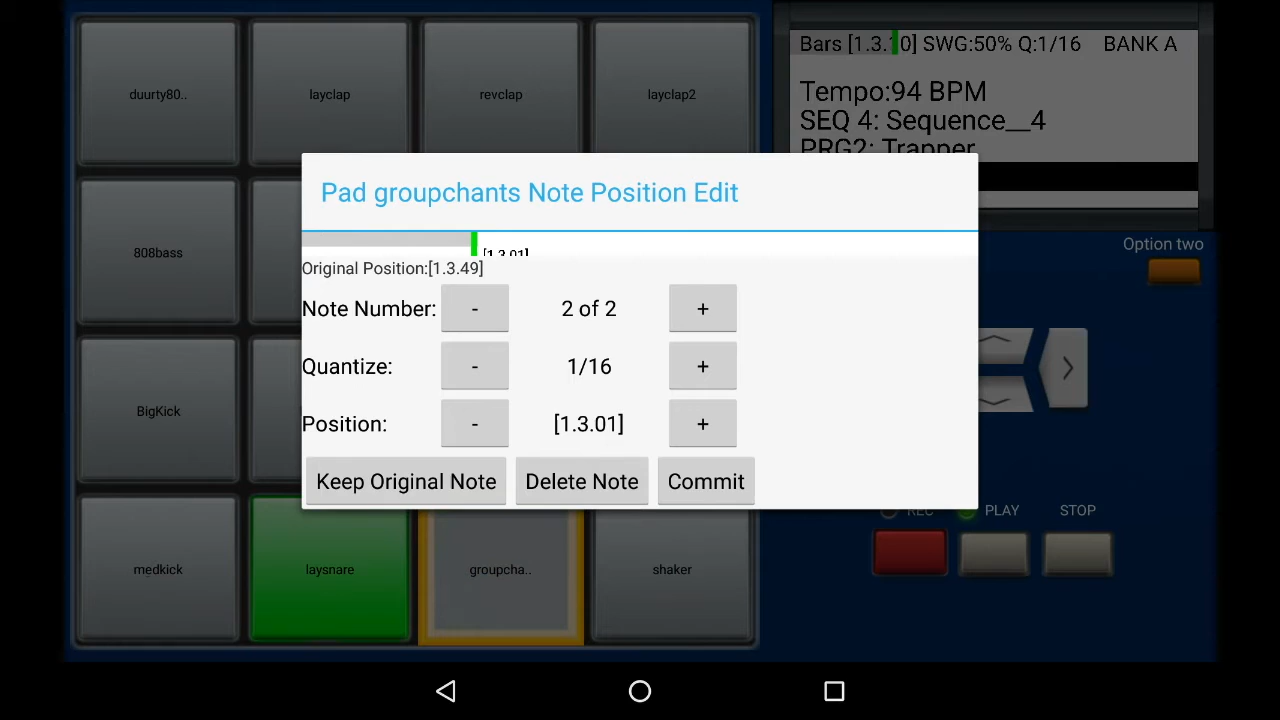 duurty80..
layclap
revclap
layclap2
Bars [1.3.10] SWG:50% Q:1/16 BANK A
Tempo:94 BPM
SEQ 4: Sequence__4
PRG2: Trapper
Pad groupchants Note Position Edit
[1.3.01]
Original Position:[1.3.49]
Note Number: - 2 of 2 +
Quantize: - 1/16 +
Position: - [1.3.01] +
Keep Original Note Delete Note Commit
808bass
BigKick
Option two
REC PLAY STOP
medkick
laysnare
groupcha..
shaker